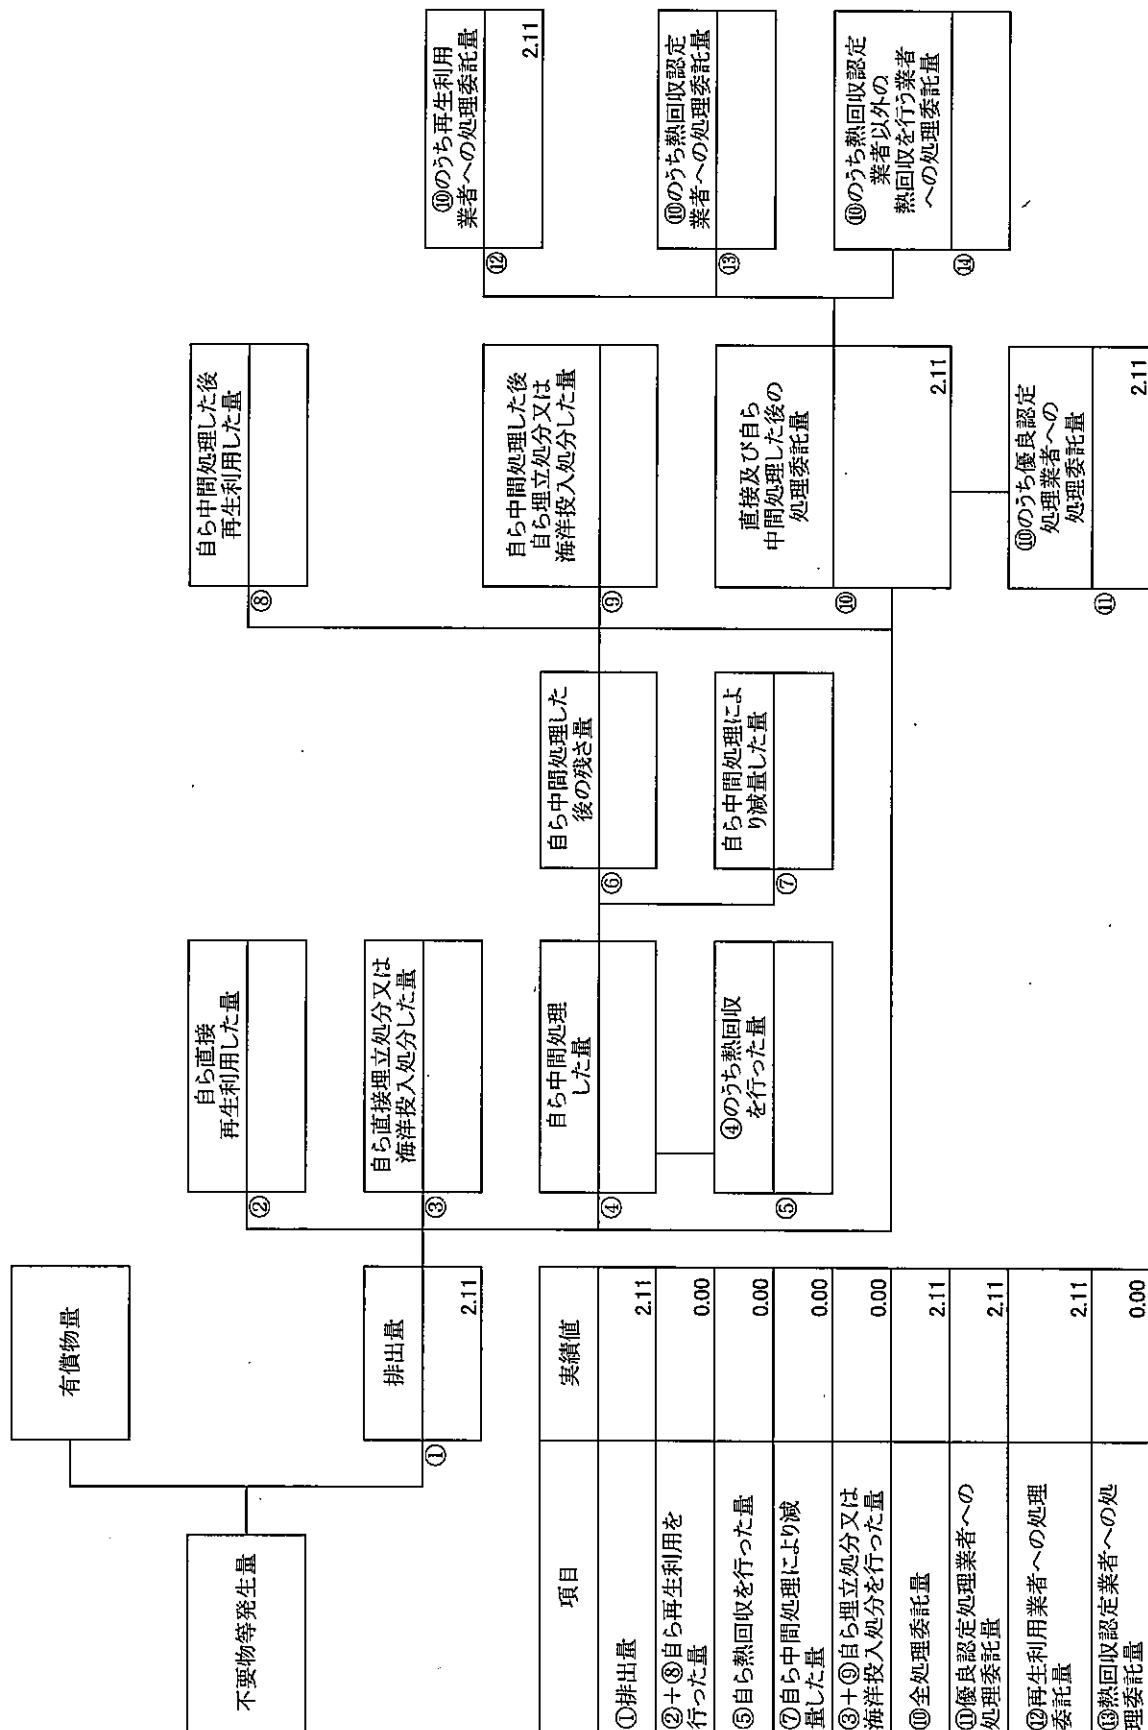 不要物等発生量
有償物量
排出量
①
2.11
自ら直接
再生利用した量
②
自ら直接埋立処分又は
海洋投入処分した量
③
自ら中間処理
した量
④
④のうち熱回収
を行った量
⑤
自ら中間処理した
後の残さ量
⑥
自ら中間処理によ
り減量した量
⑦
自ら中間処理した後
再生利用した量
⑧
自ら中間処理した後
自ら埋立処分又は
海洋投入処分した量
⑨
直接及び自ら
中間処理した後の
処理委託量
⑩
2.11
⑩のうち優良認定
処理業者への
処理委託量
⑪
2.11
⑩のうち再生利用
業者への処理委託量
⑫
2.11
⑩のうち熱回収認定
業者への処理委託量
⑬
⑩のうち熱回収認定
業者以外の
熱回収を行う業者
への処理委託量
⑭
項目 実績値
①排出量 2.11
②+⑧自ら再生利用を
行った量 0.00
⑤自ら熱回収を行った量 0.00
⑦自ら中間処理により減
量した量 0.00
③+⑨自ら埋立処分又は
海洋投入処分を行った量 0.00
⑩全処理委託量 2.11
⑪優良認定処理業者への
処理委託量 2.11
⑫再生利用業者への処理
委託量 2.11
⑬熱回収認定業者への処
理委託量 0.00